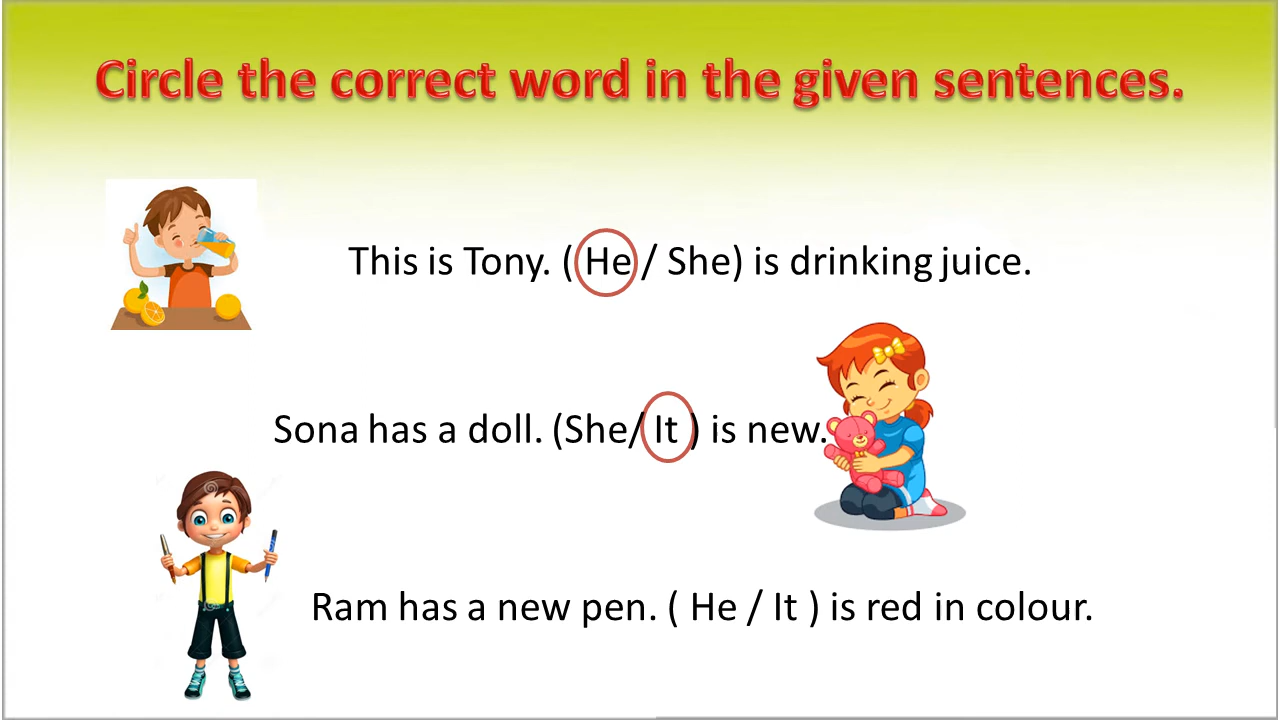 Circle the correct word in the given sentences.
This is Tony. ( He / She) is drinking juice.
Sona has a doll. (She/ It ) is new.
Ram has a new pen. ( He / It ) is red in colour.